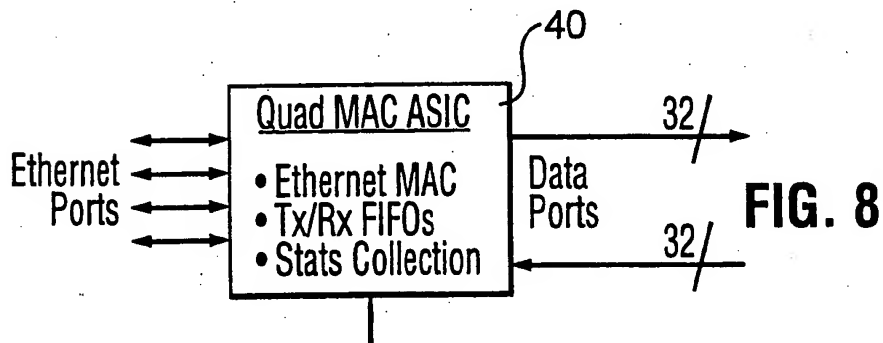 40
Quad MAC ASIC
• Ethernet MAC
• Tx/Rx FIFOs
• Stats Collection
Ethernet
Ports
32
Data
Ports
32
FIG. 8